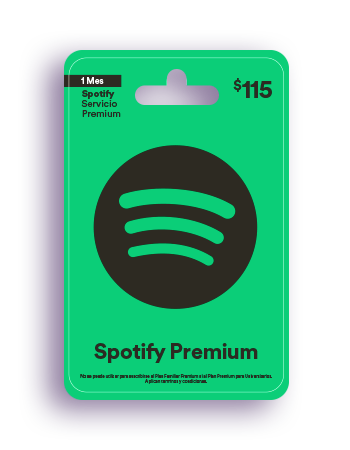 1 Mes
Spotify
Servicio
Premium
$115
Spotify Premium
No se puede utilizar para suscribirse al Plan Familiar Premium o al Plan Premium para Universitarios.
Aplican términos y condiciones.